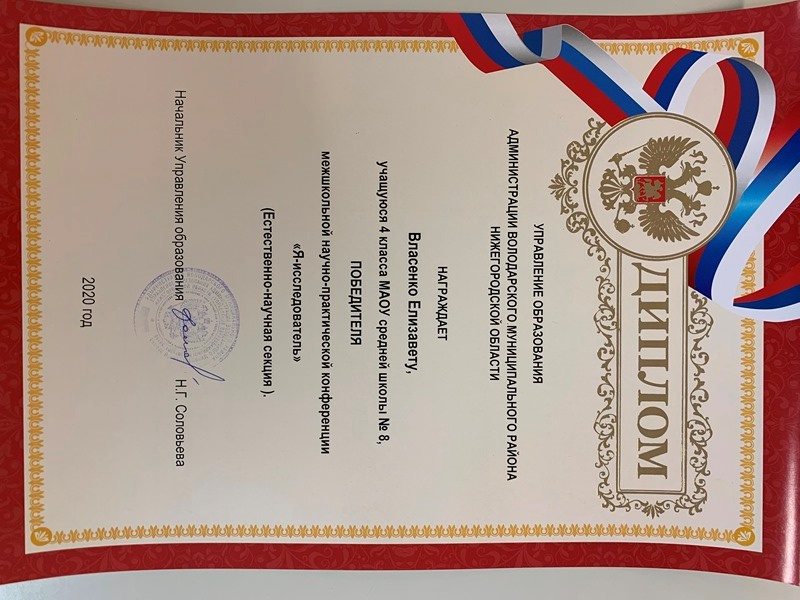 ДИПЛОМ
УПРАВЛЕНИЕ ОБРАЗОВАНИЯ
АДМИНИСТРАЦИИ ВОЛОДАРСКОГО МУНИЦИПАЛЬНОГО РАЙОНА
НИЖЕГОРОДСКОЙ ОБЛАСТИ
НАГРАЖДАЕТ
Власенко Елизавету,
учащуюся 4 класса МАОУ средней школы № 8,
ПОБЕДИТЕЛЯ
межшкольной научно-практической конференции
«Я-исследователь»
(Естественно-научная секция ).
Начальник Управления образования Н.Г. Соловьева
2020 год